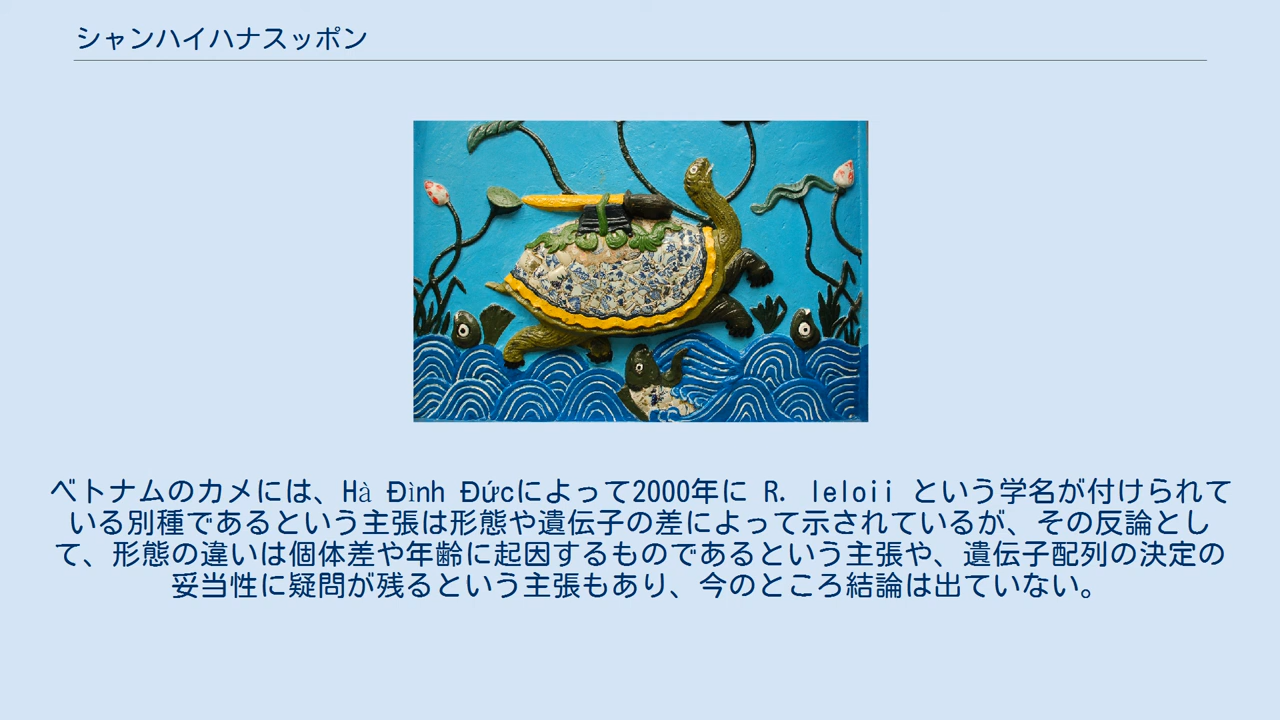 シャンハイハナスッポン
ベトナムのカメには、Hà Đình Đứcによって2000年に R. leloii という学名が付けられて
いる別種であるという主張は形態や遺伝子の差によって示されているが、その反論とし
て、形態の違いは個体差や年齢に起因するものであるという主張や、遺伝子配列の決定の
妥当性に疑問が残るという主張もあり、今のところ結論は出ていない。